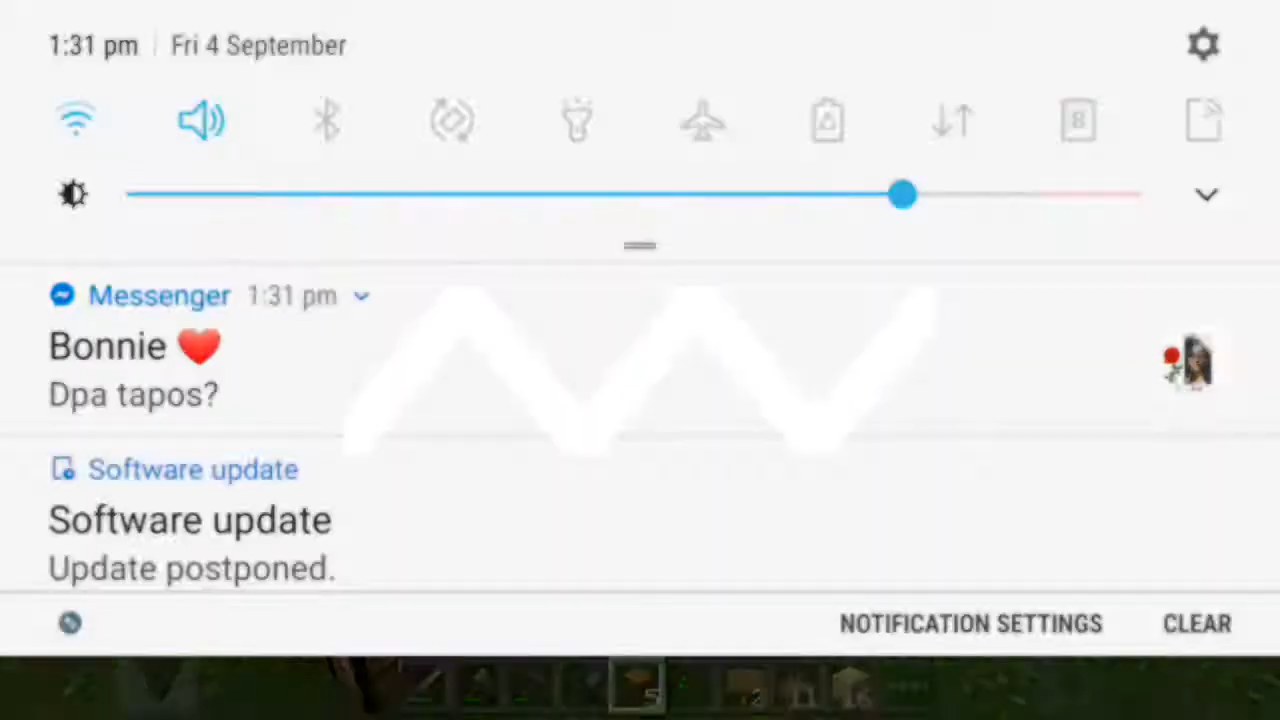 1:31 pm | Fri 4 September
Messenger 1:31 pm
Bonnie ❤️
Dpa tapos?
Software update
Software update
Update postponed.
NOTIFICATION SETTINGS CLEAR